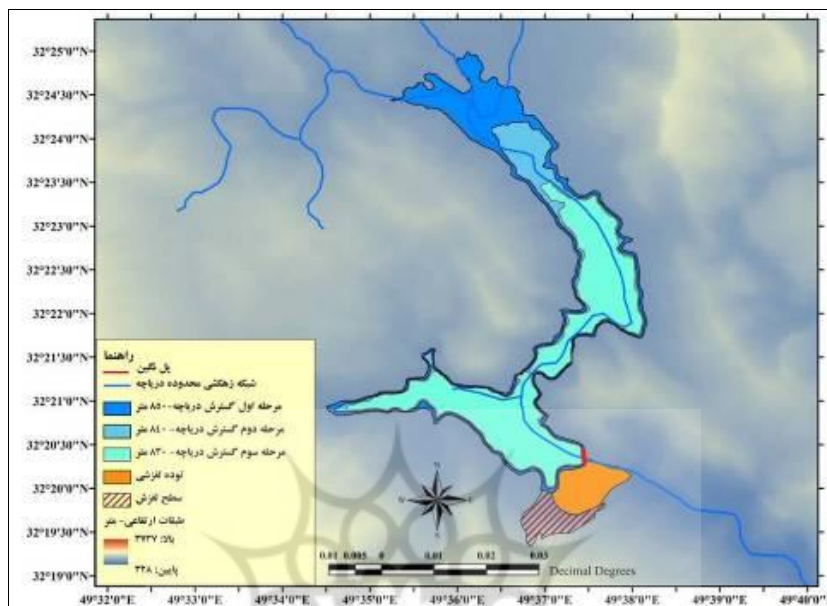 32°25'0"N
32°24'30"N
32°24'0"N
32°23'30"N
32°23'0"N
32°22'30"N
32°22'0"N
32°21'30"N
32°21'0"N
32°20'30"N
32°20'0"N
32°19'30"N
32°19'0"N
راهنما
پل نگین
شبکه زهکشی محدوده دریاچه
مرحله اول گسترش دریاچه- ۸۵۰ متر
مرحله دوم گسترش دریاچه- ۸۴۰ متر
مرحله سوم گسترش دریاچه- ۸۳۰ متر
توده لغزشی
سطح لغزش
طبقات ارتفاعی- متر
بالا: ۳۷۳۷
پایین: ۳۲۸
N
0.01 0.005 0 0.01 0.02 0.03
Decimal Degrees
49°32'0"E 49°33'0"E 49°34'0"E 49°35'0"E 49°36'0"E 49°37'0"E 49°38'0"E 49°39'0"E 49°40'0"E